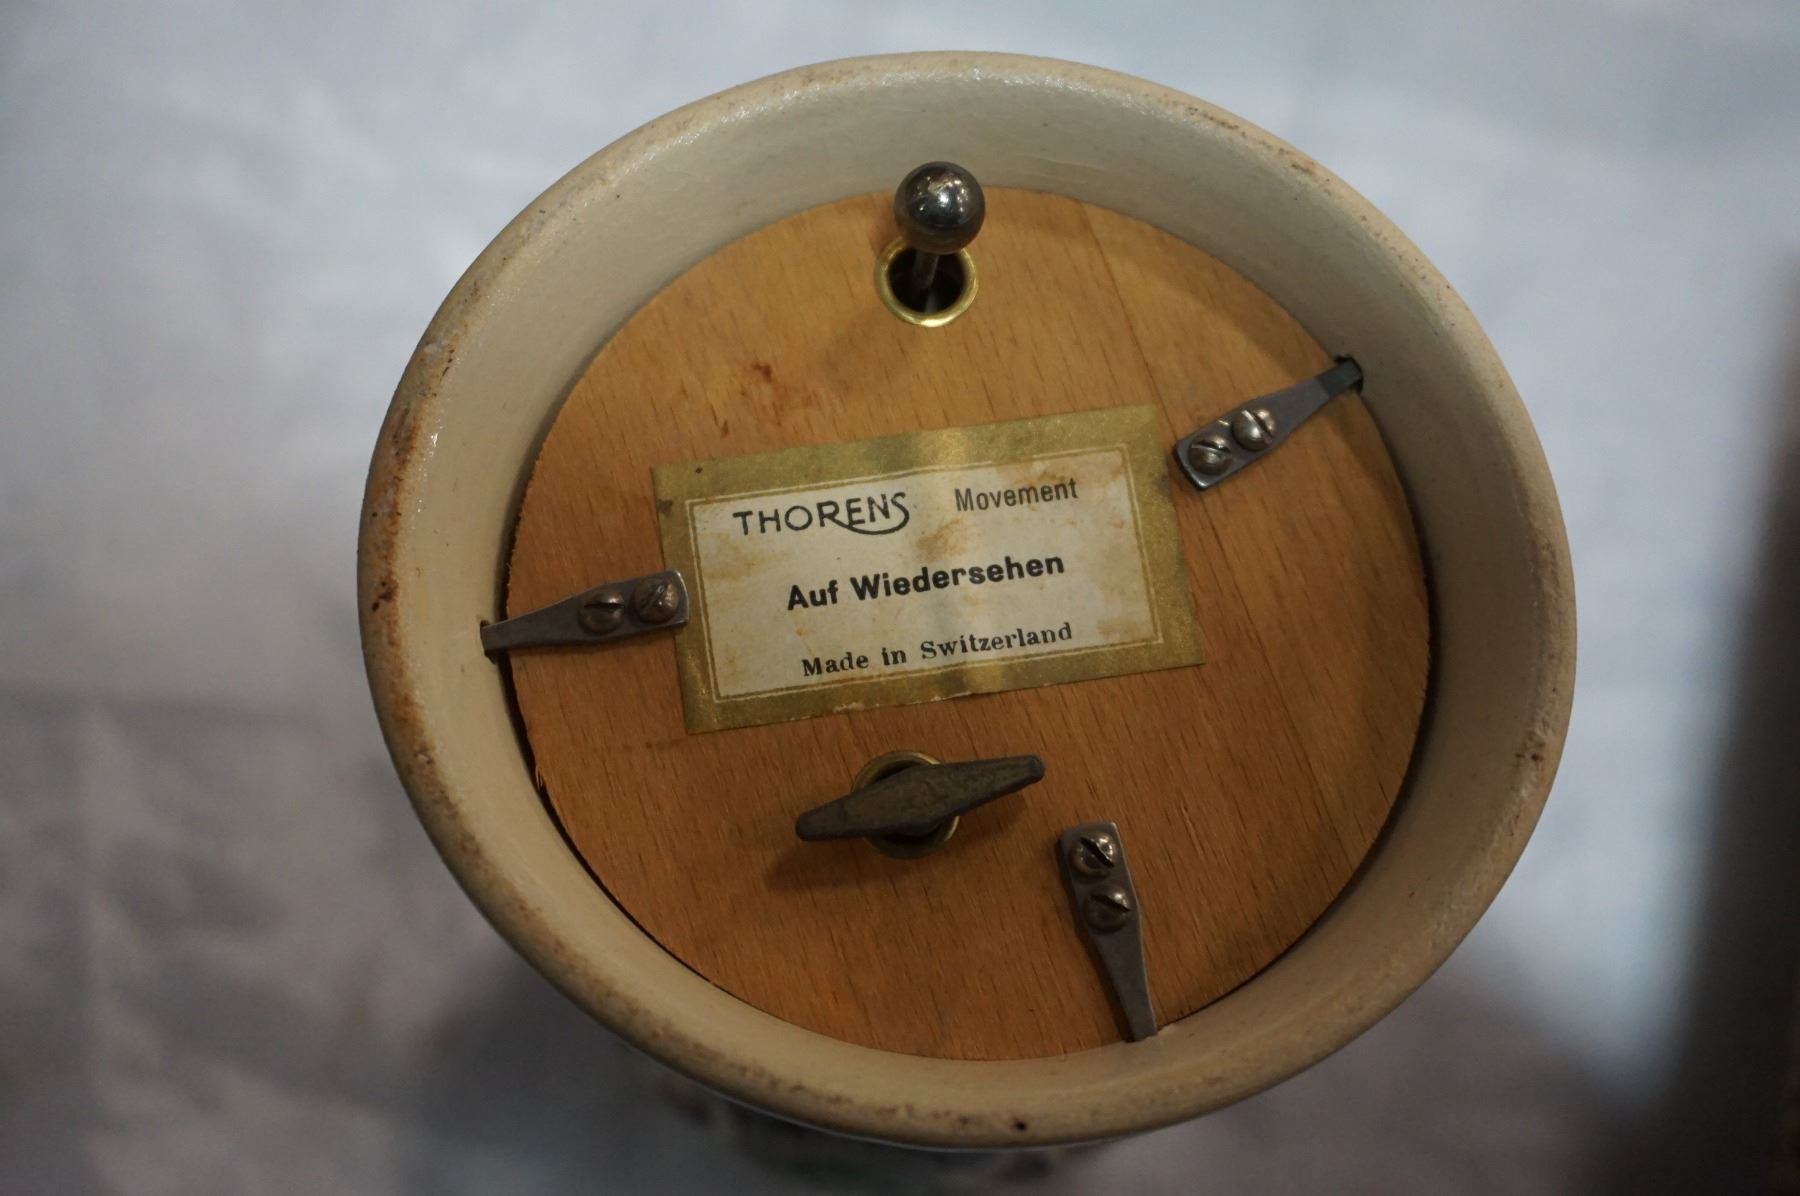 THORENS Movement
Auf Wiedersehen
Made in Switzerland